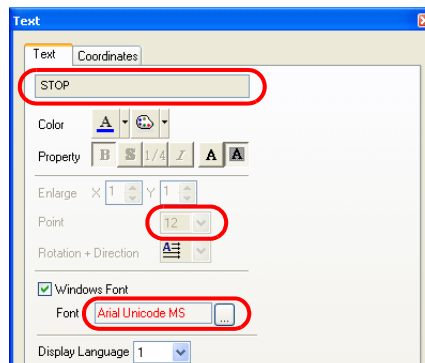 Text
Text Coordinates
STOP
Color A
Property B S 1/4 I A A
Enlarge X 1 Y 1
Point 12
Rotation + Direction A
Windows Font
Font Arial Unicode MS ...
Display Language 1